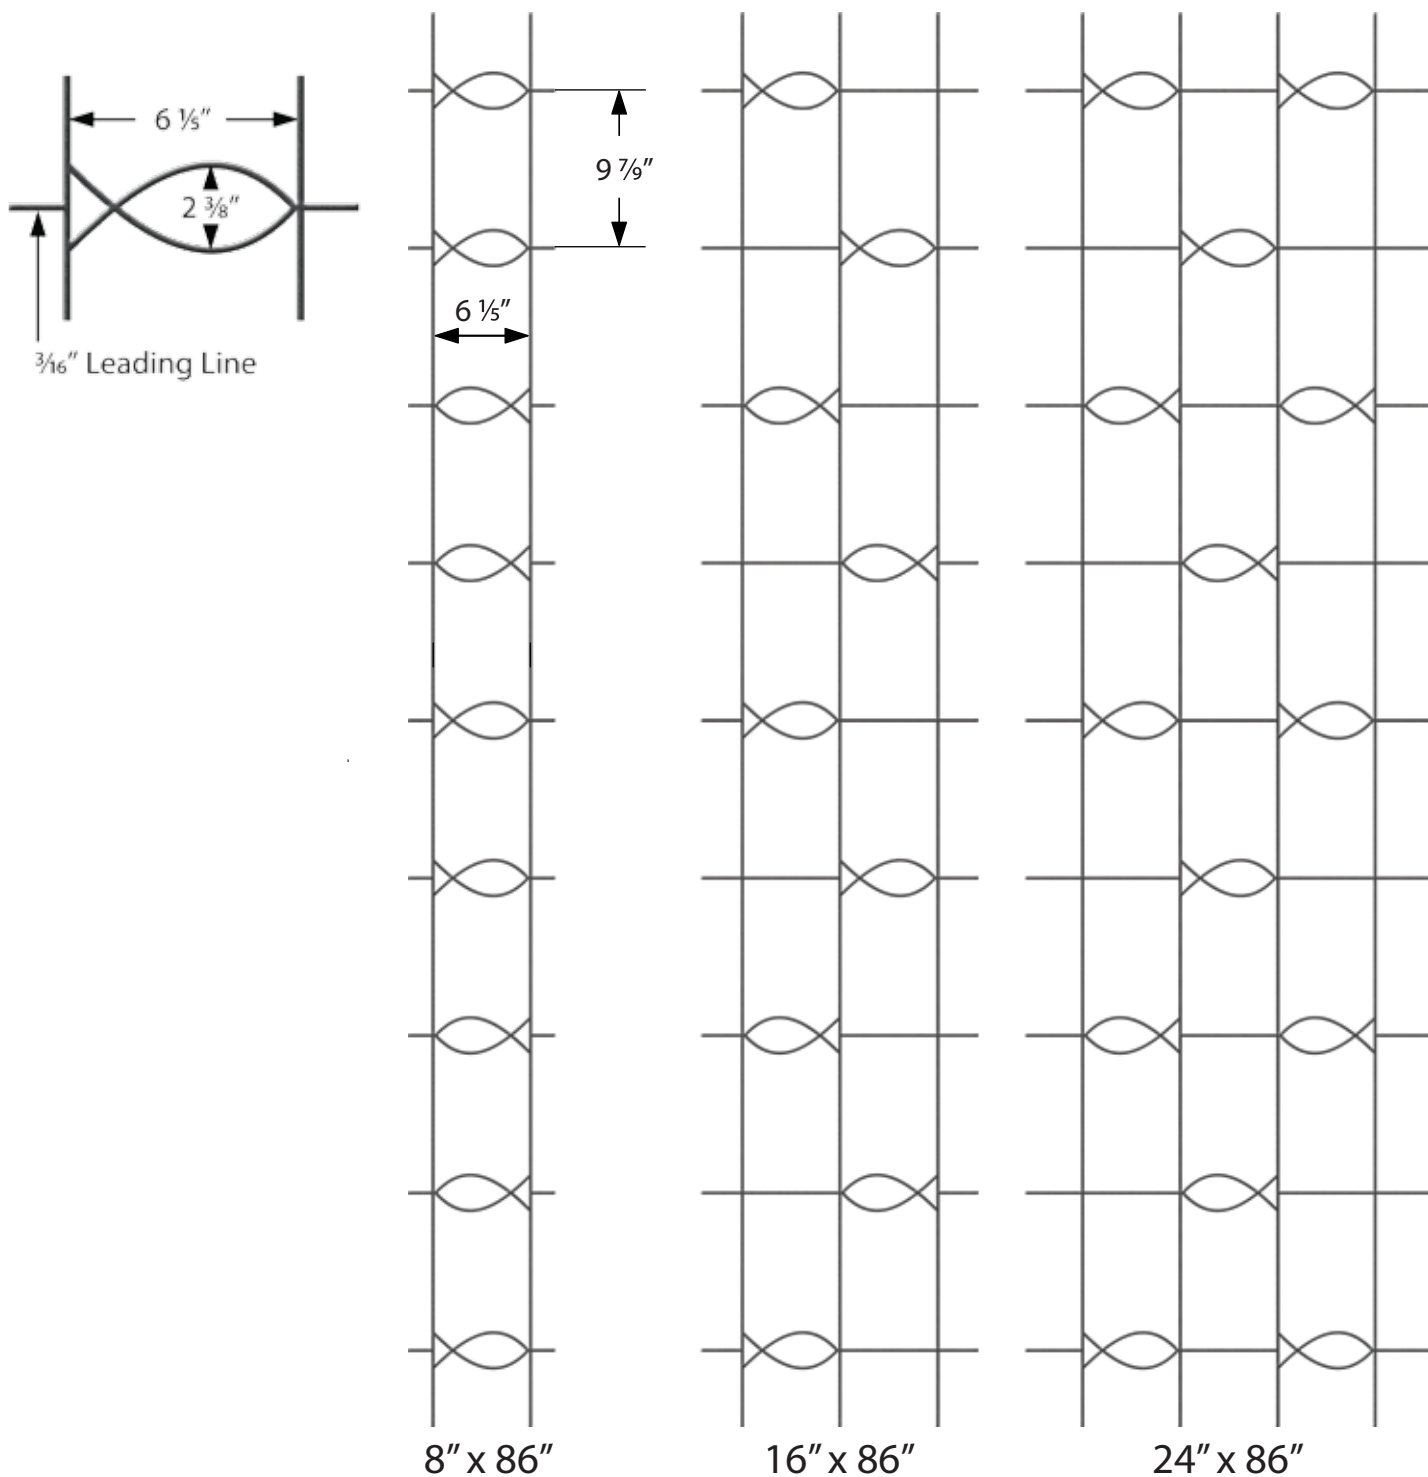 6 ⅕”
2 ⅜”
3⁄16” Leading Line
9 7⁄9”
6 ⅕”
8” x 86”
16” x 86”
24” x 86”